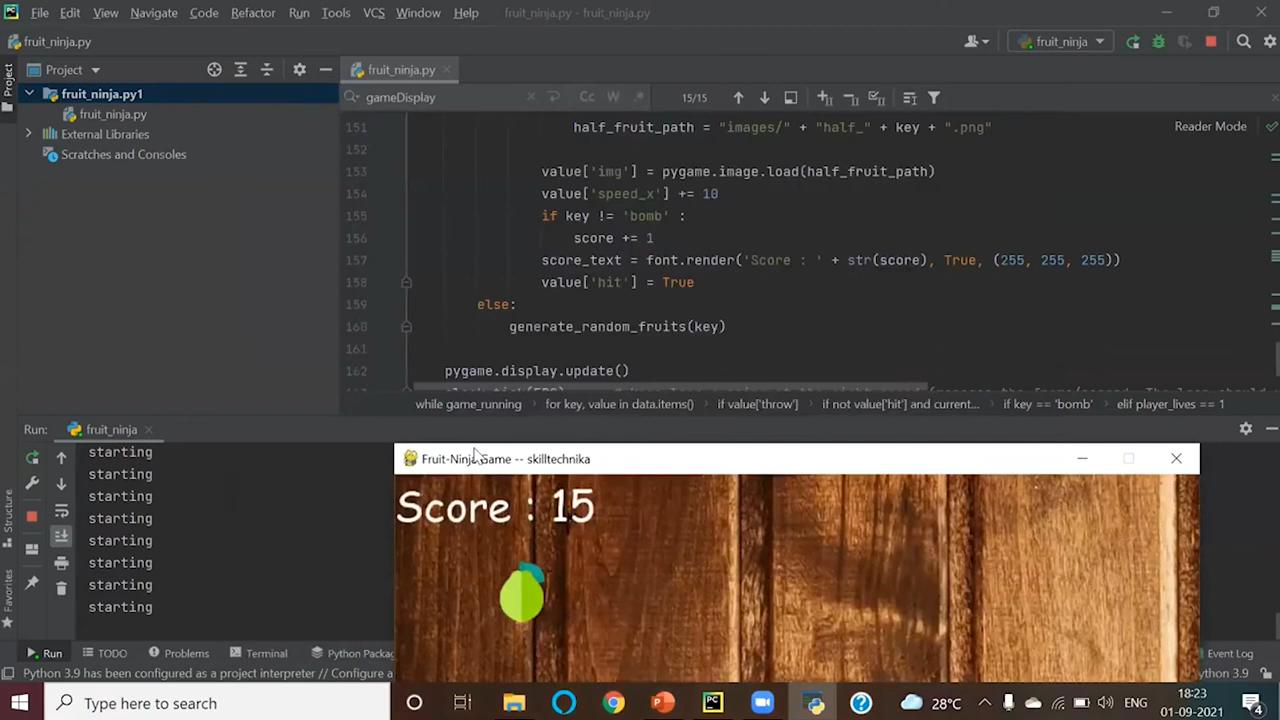 PC File Edit View Navigate Code Refactor Run Tools VCS Window Help fruit_ninja.py - fruit_ninja.py
fruit_ninja.py fruit_ninja
Project Project fruit_ninja.py
fruit_ninja.py1
fruit_ninja.py
External Libraries
Scratches and Consoles
gameDisplay Cc W .* 15/15
Reader Mode
151 half_fruit_path = "images/" + "half_" + key + ".png"
152
153 value['img'] = pygame.image.load(half_fruit_path)
154 value['speed_x'] += 10
155 if key != 'bomb' :
156 score += 1
157 score_text = font.render('Score : ' + str(score), True, (255, 255, 255))
158 value['hit'] = True
159 else:
160 generate_random_fruits(key)
161
162 pygame.display.update()
while game_running for key, value in data.items() if value['throw'] if not value['hit'] and current... if key == 'bomb' elif player_lives == 1
Run: fruit_ninja
starting
starting
starting
starting
starting
starting
starting
starting
Structure
Favorites
Fruit-Ninja Game -- skilltechnika
Score : 15
Run TODO Problems Terminal Python Packag Event Log
Python 3.9 has been configured as a project interpreter // Configure a ython 3.9
Type here to search PC 28°C ENG 18:23
01-09-2021 4